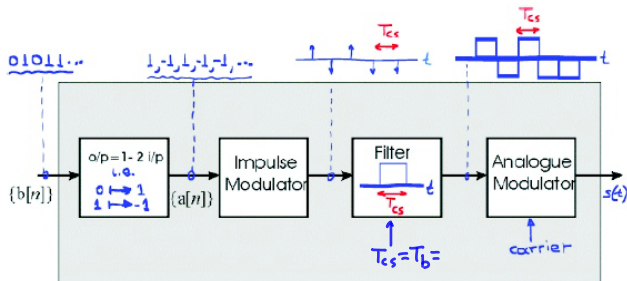 01011...
1,-1,1,-1,-1,...
Tcs
t
Tcs
t
o/p=1- 2 i/p
i.e.
0 ↦ 1
1 ↦ -1
{b[n]}
{a[n]}
Impulse
Modulator
Filter
t
Tcs
Analogue
Modulator
s(t)
Tcs=Tb=
carrier